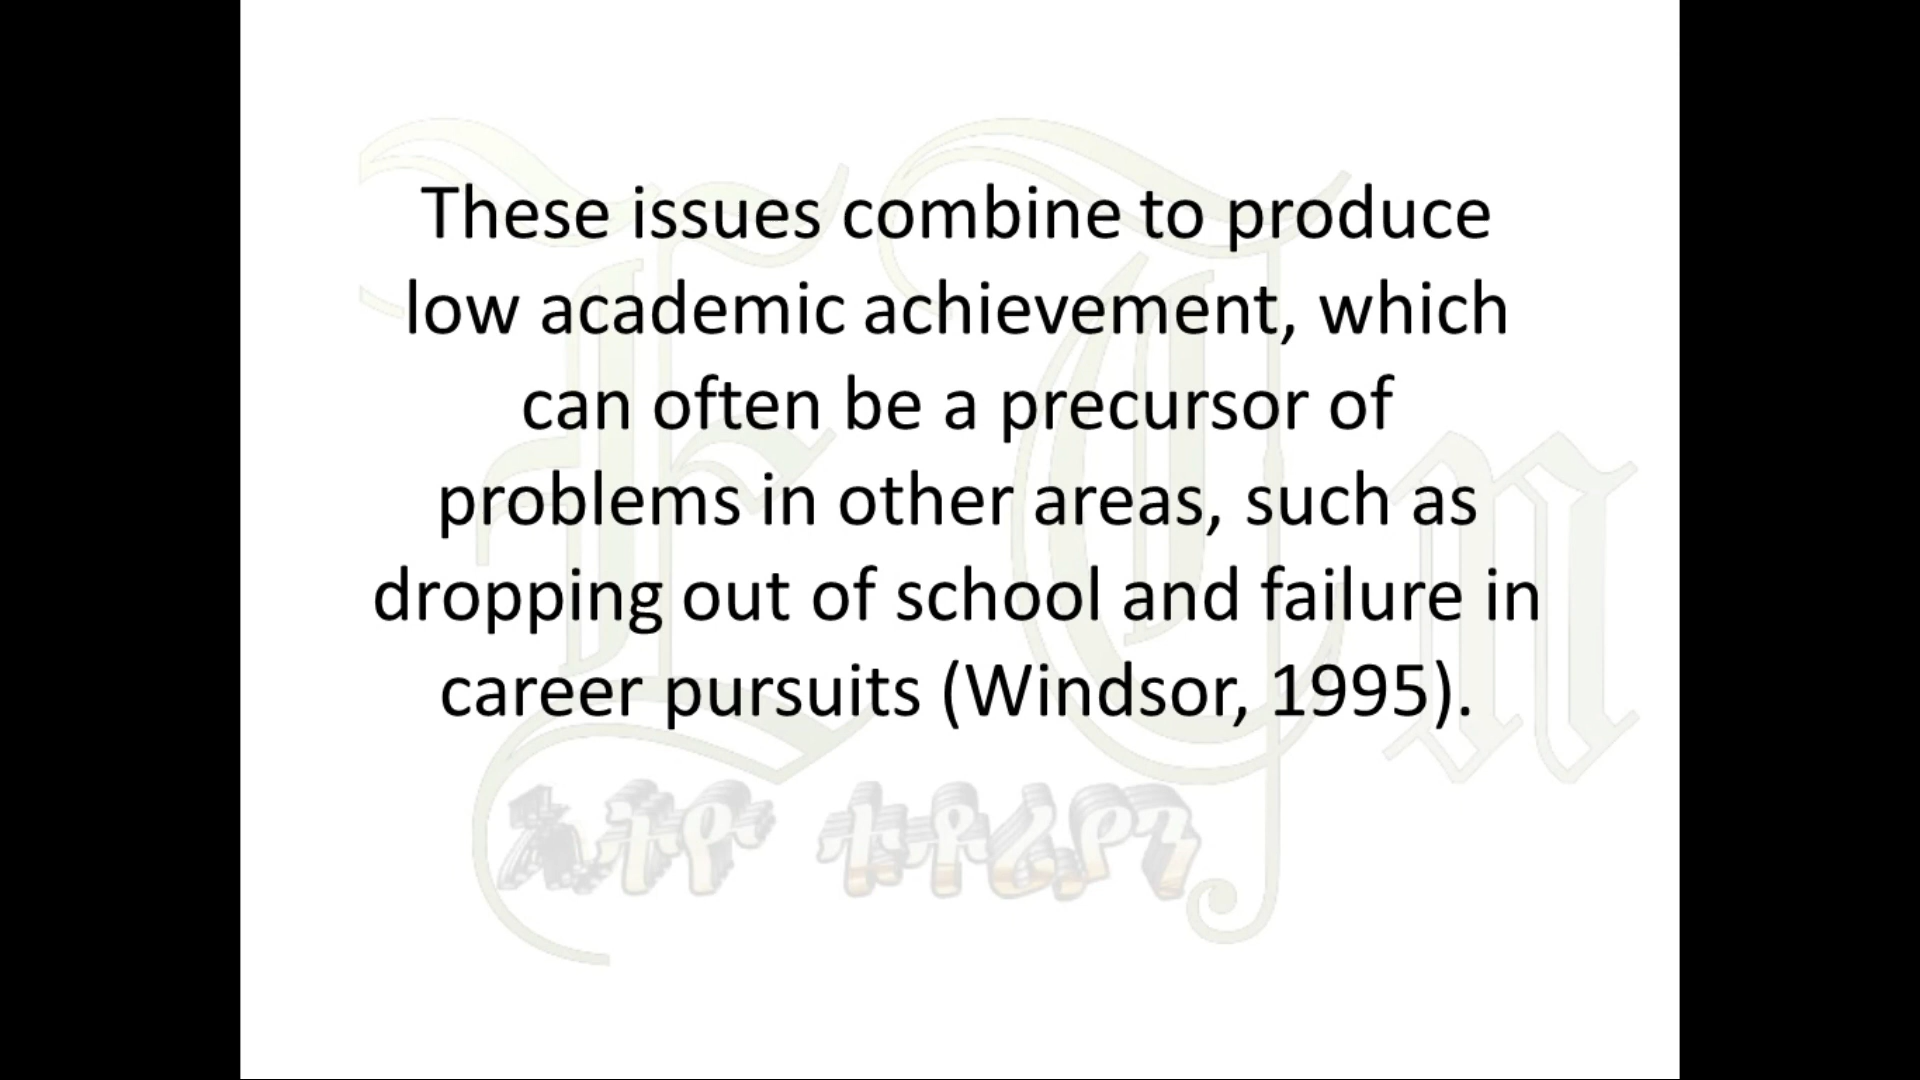 These issues combine to produce
low academic achievement, which
can often be a precursor of
problems in other areas, such as
dropping out of school and failure in
career pursuits (Windsor, 1995).